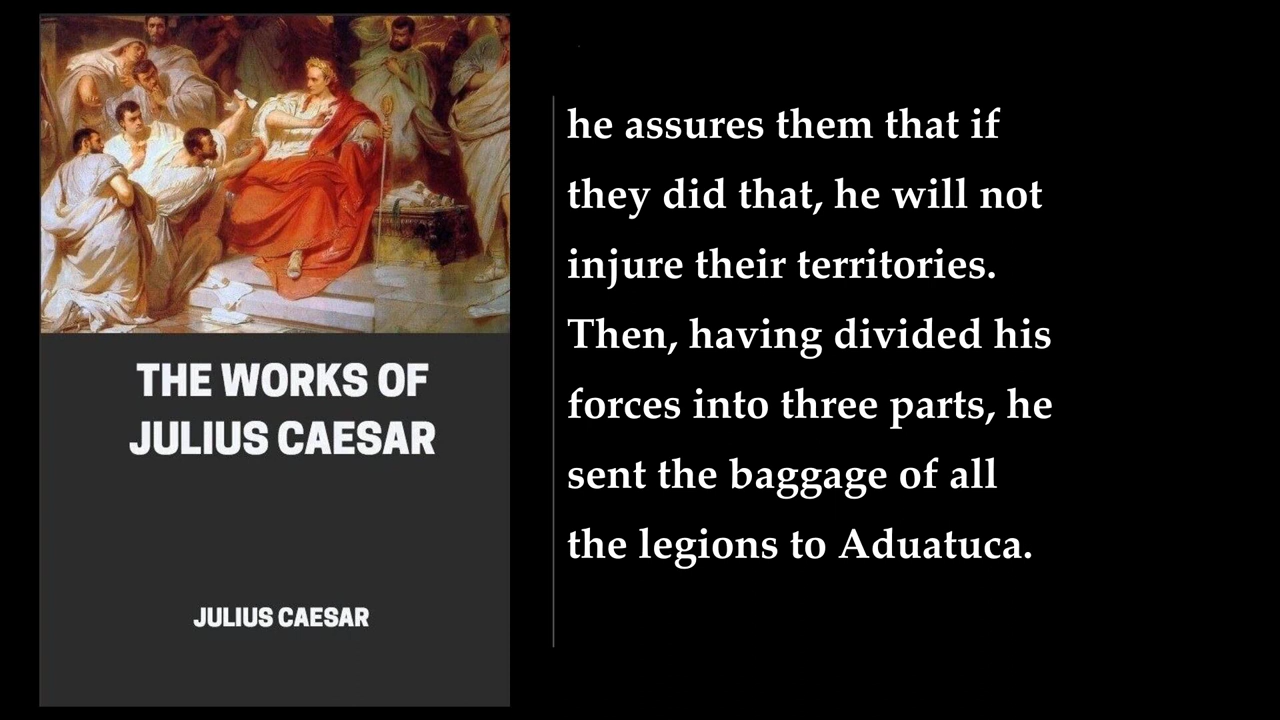 THE WORKS OF
JULIUS CAESAR
JULIUS CAESAR
he assures them that if
they did that, he will not
injure their territories.
Then, having divided his
forces into three parts, he
sent the baggage of all
the legions to Aduatuca.